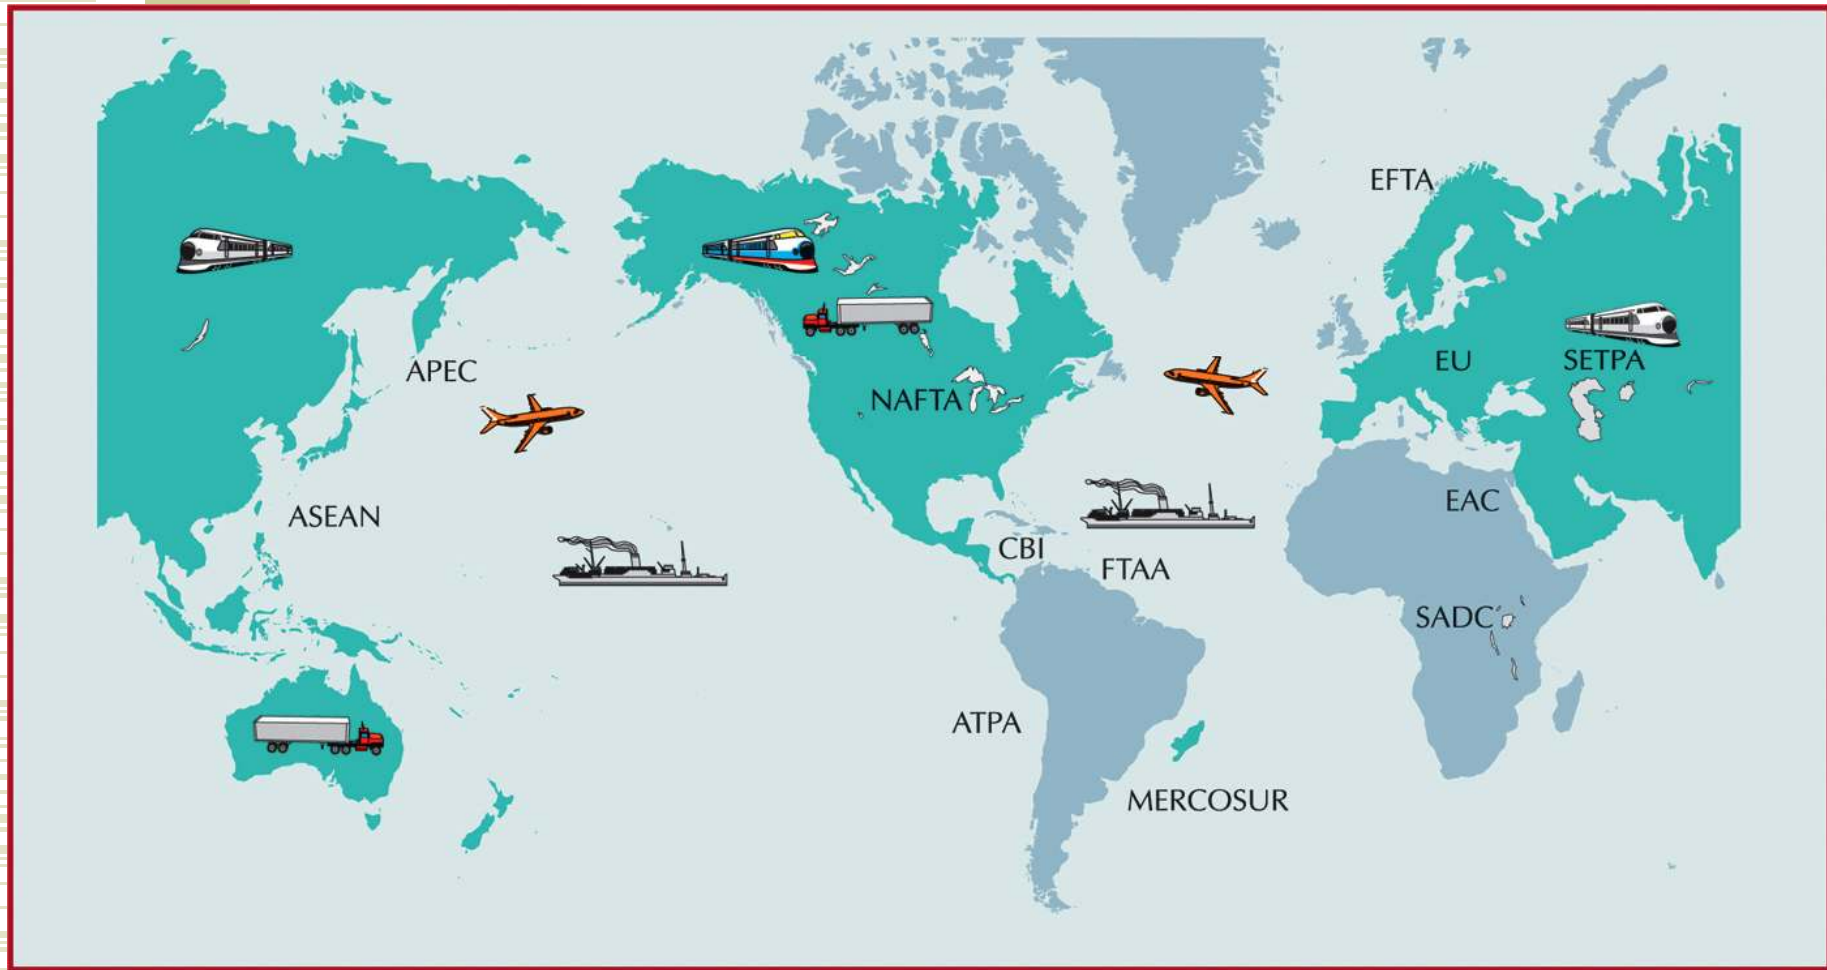 EFTA
APEC
EU
SETPA
NAFTA
EAC
ASEAN
CBI
FTAA
SADC
ATPA
MERCOSUR